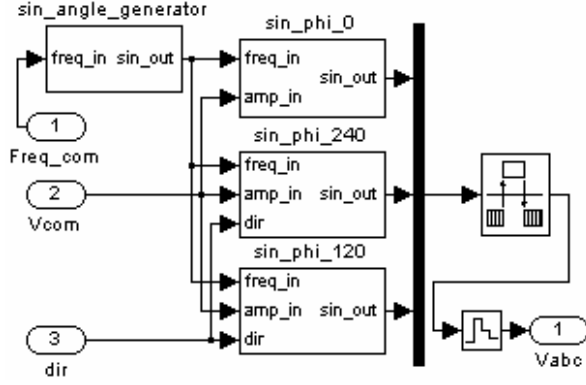 sin_angle_generator
freq_in sin_out
1
Freq_com
2
Vcom
3
dir
sin_phi_0
freq_in
sin_out
amp_in
sin_phi_240
freq_in
amp_in sin_out
dir
sin_phi_120
freq_in
amp_in sin_out
dir
1
Vabc